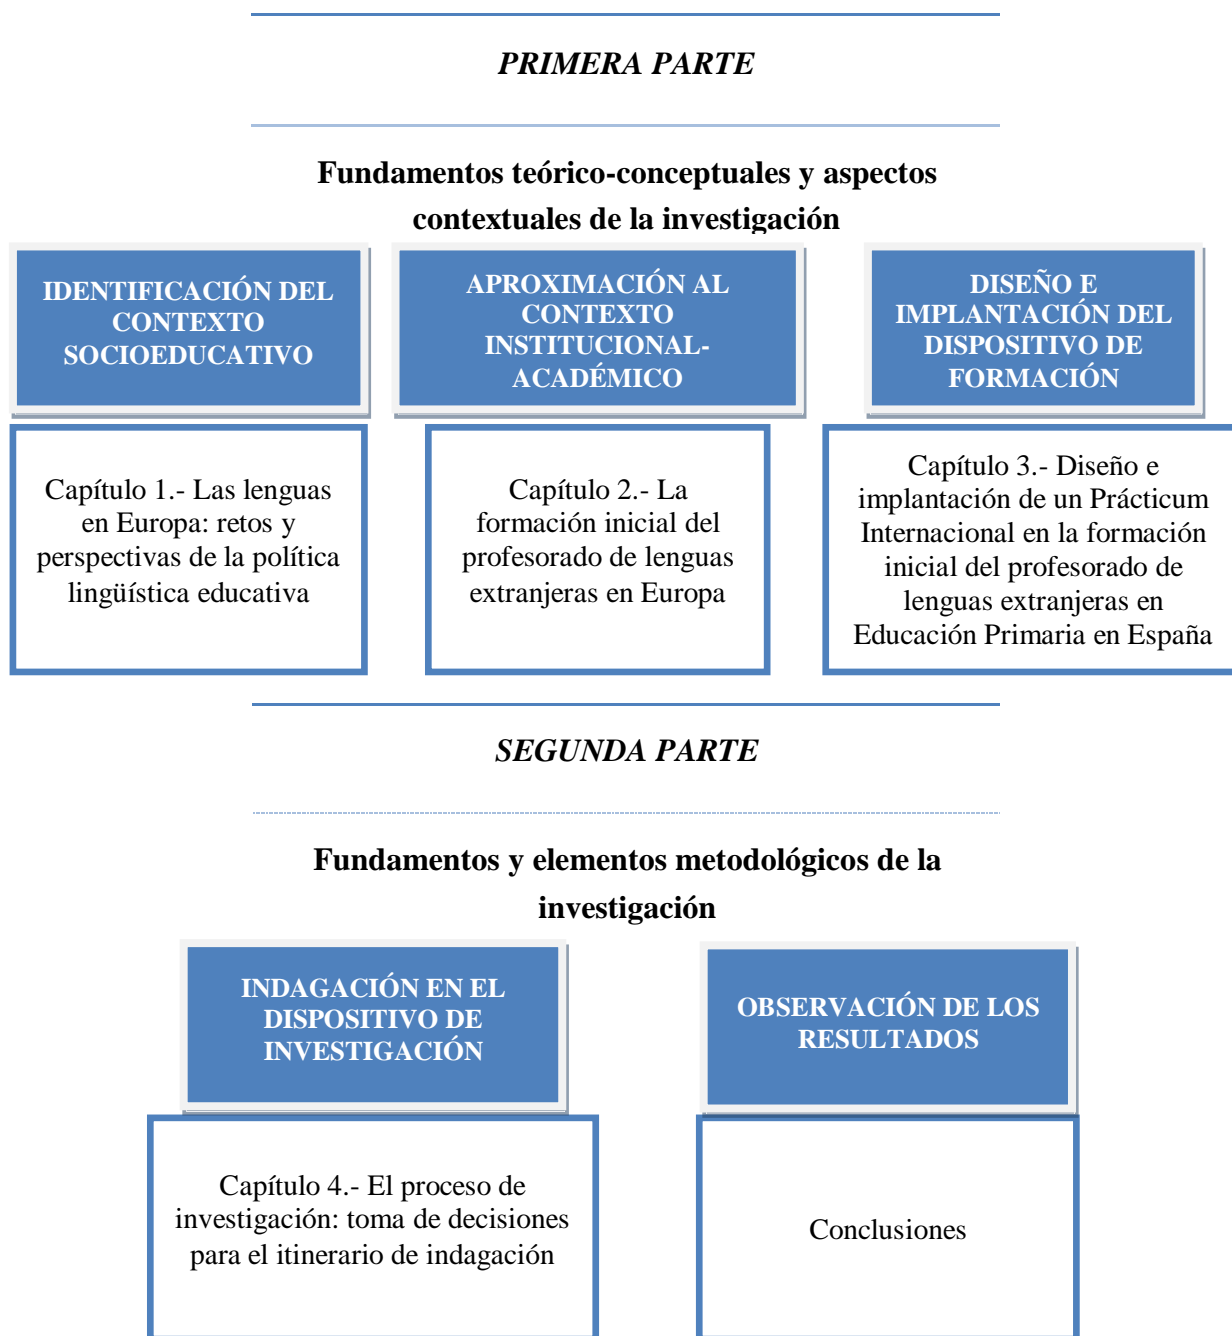 PRIMERA PARTE
Fundamentos teórico-conceptuales y aspectos
contextuales de la investigación
IDENTIFICACIÓN DEL
CONTEXTO
SOCIOEDUCATIVO
APROXIMACIÓN AL
CONTEXTO
INSTITUCIONAL-
ACADÉMICO
DISEÑO E
IMPLANTACIÓN DEL
DISPOSITIVO DE
FORMACIÓN
Capítulo 1.- Las lenguas
en Europa: retos y
perspectivas de la política
lingüística educativa
Capítulo 2.- La
formación inicial del
profesorado de lenguas
extranjeras en Europa
Capítulo 3.- Diseño e
implantación de un Prácticum
Internacional en la formación
inicial del profesorado de
lenguas extranjeras en
Educación Primaria en España
SEGUNDA PARTE
Fundamentos y elementos metodológicos de la
investigación
INDAGACIÓN EN EL
DISPOSITIVO DE
INVESTIGACIÓN
OBSERVACIÓN DE LOS
RESULTADOS
Capítulo 4.- El proceso de
investigación: toma de decisiones
para el itinerario de indagación
Conclusiones